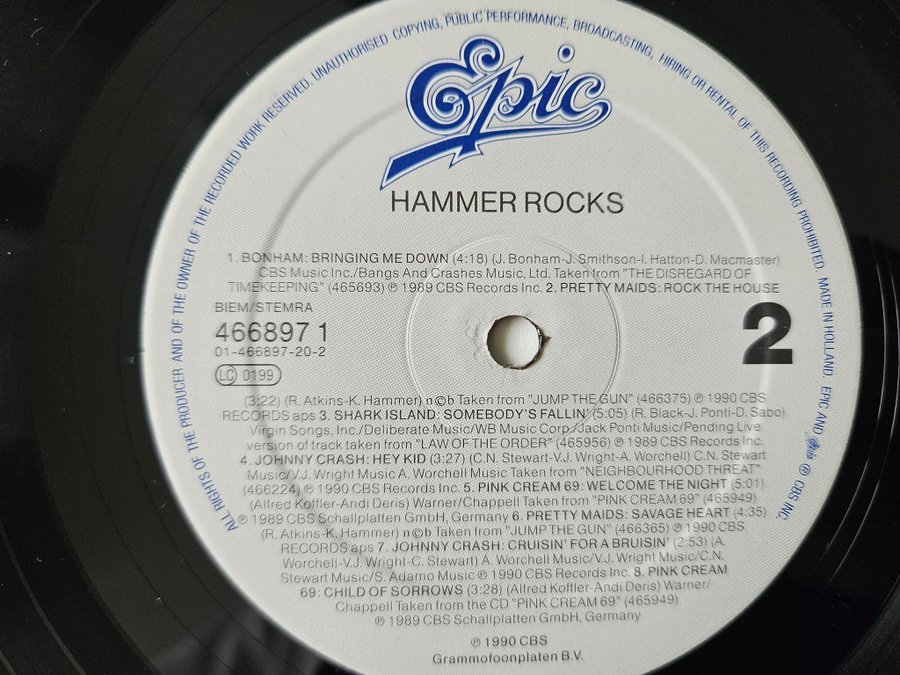 ALL RIGHTS OF THE PRODUCER AND OF THE OWNER OF THE RECORDED WORK RESERVED. UNAUTHORISED COPYING, PUBLIC PERFORMANCE, BROADCASTING, HIRING OR RENTAL OF THIS RECORDING PROHIBITED. MADE IN HOLLAND. EPIC AND Epic ® CBS INC.
Epic
HAMMER ROCKS
1. BONHAM: BRINGING ME DOWN (4:18) (J. Bonham-J. Smithson-I. Hatton-D. Macmaster)
CBS Music Inc./Bangs And Crashes Music, Ltd. Taken from "THE DISREGARD OF
TIMEKEEPING" (465693) ℗ 1989 CBS Records Inc. 2. PRETTY MAIDS: ROCK THE HOUSE
BIEM/STEMRA
466897 1
01-466897-20-2
LC 0199
2
(3:22) (R. Atkins-K. Hammer) n©b Taken from "JUMP THE GUN" (466375) ℗ 1990 CBS
RECORDS aps 3. SHARK ISLAND: SOMEBODY'S FALLIN' (5:05) (R. Black-J. Ponti-D. Sabo)
Virgin Songs, Inc./Deliberate Music/WB Music Corp./Jack Ponti Music/Pending Live
version of track taken from "LAW OF THE ORDER" (465956) ℗ 1989 CBS Records Inc.
4. JOHNNY CRASH: HEY KID (3:27) (C.N. Stewart-V.J. Wright-A. Worchell) C.N. Stewart
Music/V.J. Wright Music A. Worchell Music Taken from "NEIGHBOURHOOD THREAT"
(466224) ℗ 1990 CBS Records Inc. 5. PINK CREAM 69: WELCOME THE NIGHT (5:01)
(Alfred Koffler-Andi Deris) Warner/Chappell Taken from "PINK CREAM 69" (465949)
℗ 1989 CBS Schallplatten GmbH, Germany 6. PRETTY MAIDS: SAVAGE HEART (4:35)
(R. Atkins-K. Hammer) n©b Taken from "JUMP THE GUN" (466365) ℗ 1990 CBS
RECORDS aps 7. JOHNNY CRASH: CRUISIN' FOR A BRUISIN' (2:53) (A.
Worchell-V.J. Wright-C. Stewart) A. Worchell Music/V.J. Wright Music/C.N.
Stewart Music/S. Adamo Music ℗ 1990 CBS Records Inc. 8. PINK CREAM
69: CHILD OF SORROWS (3:28) (Alfred Koffler-Andi Deris) Warner/
Chappell Taken from the CD "PINK CREAM 69" (465949)
℗ 1989 CBS Schallplatten GmbH, Germany
℗ 1990 CBS
Grammofoonplaten B.V.